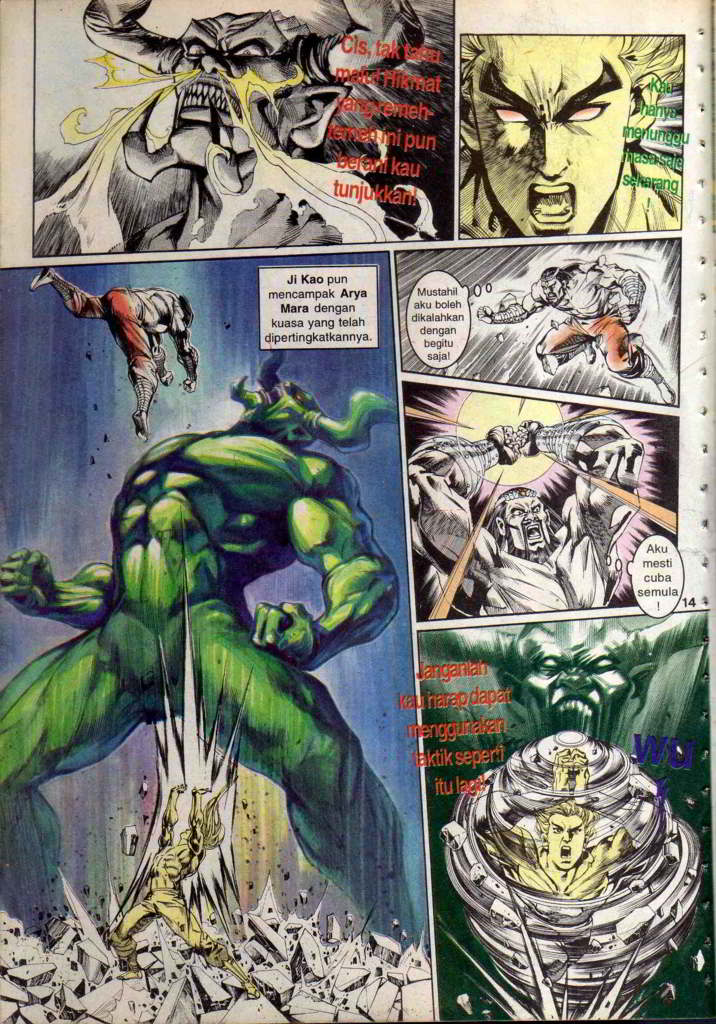 Cis, tak tahu
malu! Hikmat
yang remeh-
temeh ini pun
berani kau
tunjukkan!
Kau
hanya
menunggu
masa saja
sekarang
!
Ji Kao pun
mencampak Arya
Mara dengan
kuasa yang telah
dipertingkatkannya.
Mustahil
aku boleh
dikalahkan
dengan
begitu
saja!
Aku
mesti
cuba
semula
!
14
Janganlah
kau harap dapat
menggunakan
taktik seperti
itu lagi!
WU
!